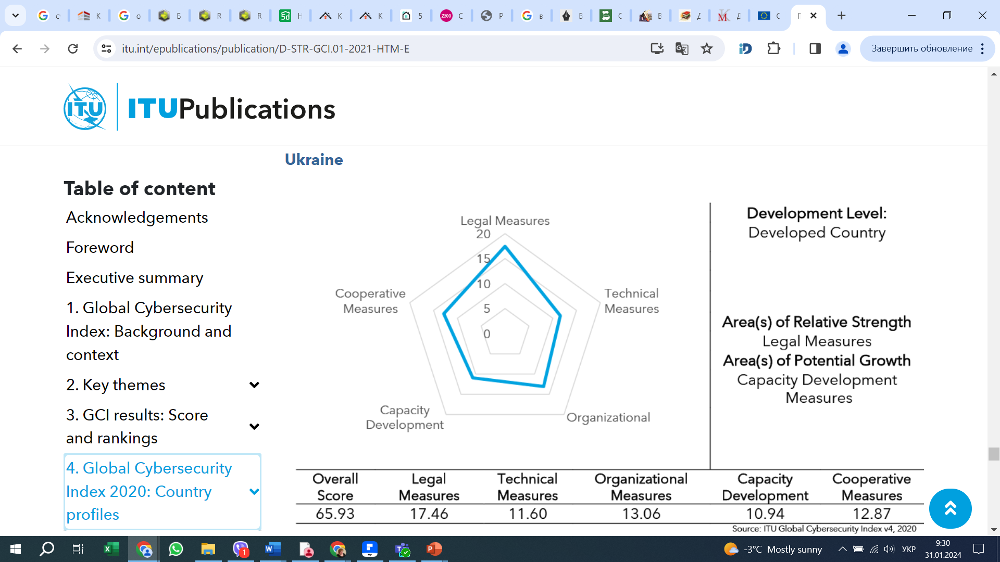 itu.int/epublications/publication/D-STR-GCI.01-2021-HTM-E
Завершить обновление
ITU
ITUPublications
Ukraine
Table of content
Acknowledgements
Foreword
Executive summary
1. Global Cybersecurity
Index: Background and
context
2. Key themes
3. GCI results: Score
and rankings
4. Global Cybersecurity
Index 2020: Country
profiles
Legal Measures
20
15
10
5
0
Technical
Measures
Organizational
Capacity
Development
Cooperative
Measures
Development Level:
Developed Country
Area(s) of Relative Strength
Legal Measures
Area(s) of Potential Growth
Capacity Development
Measures
Overall Score Legal Measures Technical Measures Organizational Measures Capacity Development Cooperative Measures
65.93 17.46 11.60 13.06 10.94 12.87
Source: ITU Global Cybersecurity Index v4, 2020
-3°C Mostly sunny
УКР
9:30
31.01.2024